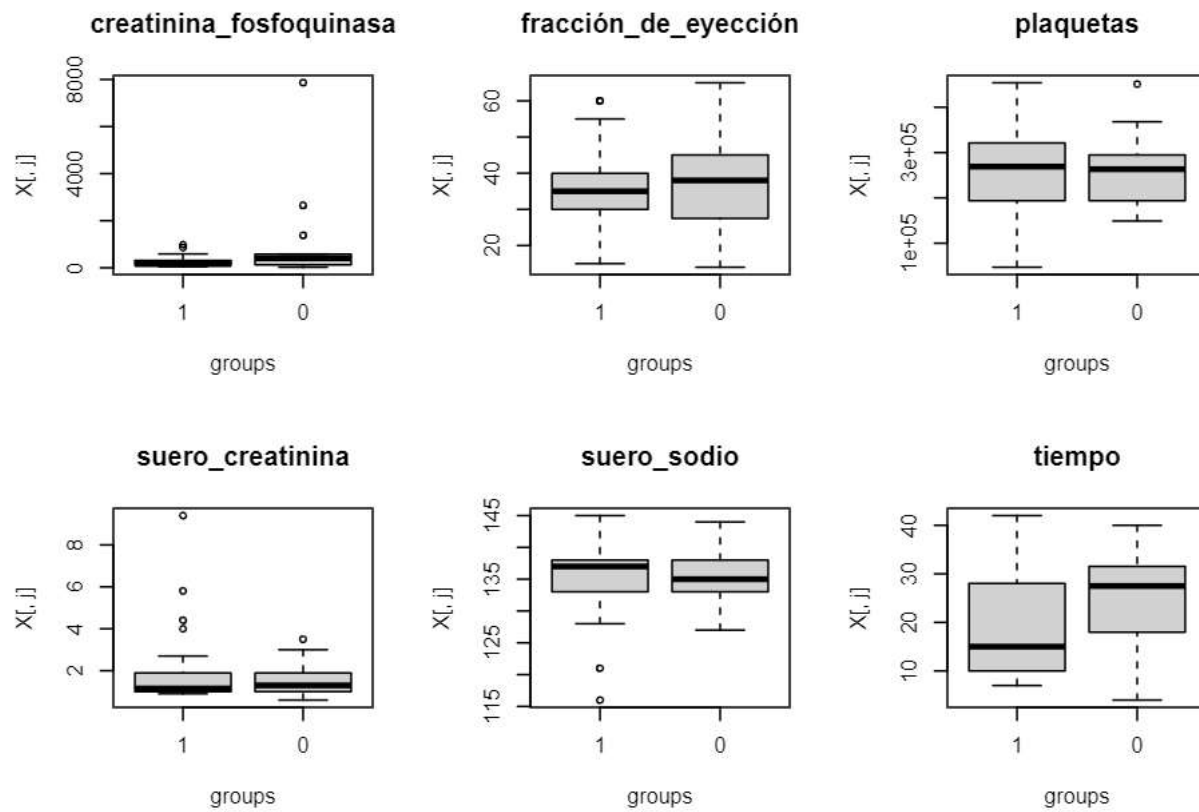 creatinina_fosfoquinasa
X[, j]
8000
4000
0
1
0
groups
fracción_de_eyección
X[, j]
60
40
20
1
0
groups
plaquetas
X[, j]
3e+05
1e+05
1
0
groups
suero_creatinina
X[, j]
8
6
4
2
1
0
groups
suero_sodio
X[, j]
145
135
125
115
1
0
groups
tiempo
X[, j]
40
30
20
10
1
0
groups